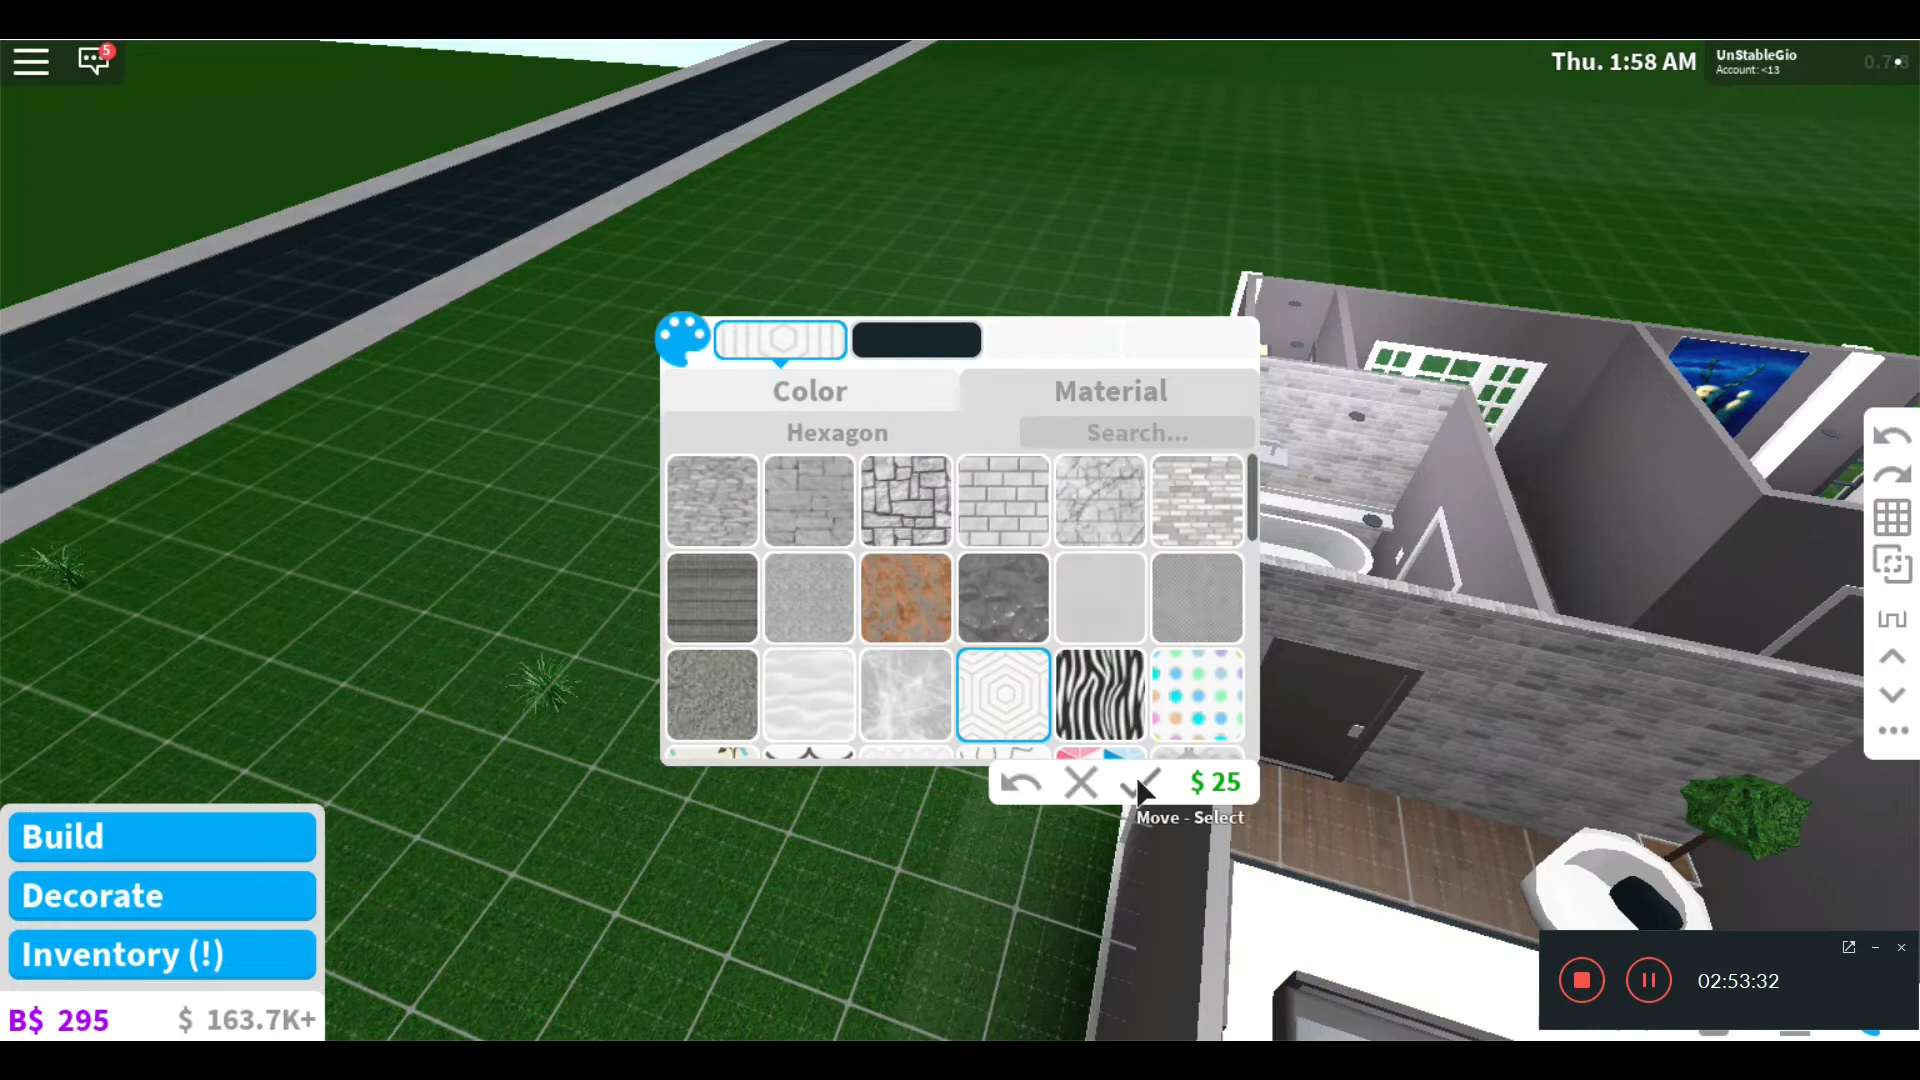 5
Thu. 1:58 AM
UnStableGio
Account: <13
Color
Material
Hexagon
Search...
$ 25
Move - Select
Build
Decorate
Inventory (!)
B$ 295
$ 163.7K+
02:53:32